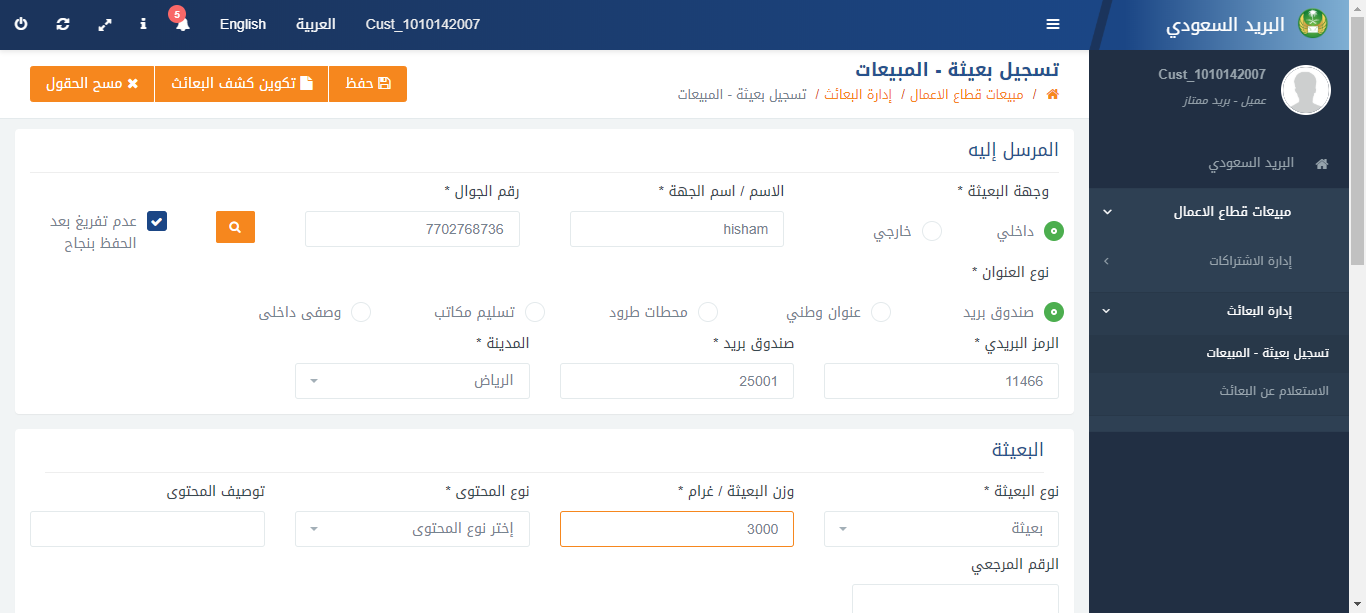 البريد السعودي
Cust_1010142007
العربية
English
5
Cust_1010142007
عميل - بريد ممتاز
البريد السعودي
مبيعات قطاع الاعمال
إدارة الاشتراكات
إدارة البعائث
تسجيل بعيثة - المبيعات
الاستعلام عن البعائث
تسجيل بعيثة - المبيعات
/ مبيعات قطاع الاعمال / إدارة البعائث / تسجيل بعيثة - المبيعات
حفظ
تكوين كشف البعائث
مسح الحقول
المرسل إليه
وجهة البعيثة * الاسم / اسم الجهة * رقم الجوال *
داخلي خارجي hisham 7702768736 عدم تفريغ بعد
الحفظ بنجاح
نوع العنوان *
صندوق بريد عنوان وطني محطات طرود تسليم مكاتب وصفى داخلى
الرمز البريدي * صندوق بريد * المدينة *
11466 25001 الرياض
البعيثة
نوع البعيثة * وزن البعيثة / غرام * نوع المحتوى * توصيف المحتوى
بعيثة 3000 إختر نوع المحتوى
الرقم المرجعي